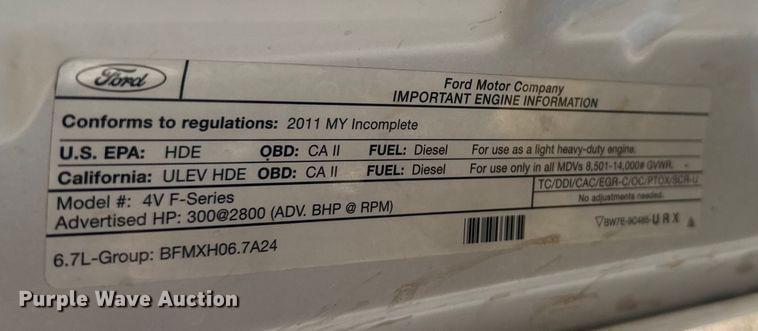 Ford
Ford Motor Company
IMPORTANT ENGINE INFORMATION
Conforms to regulations: 2011 MY Incomplete
U.S. EPA: HDE OBD: CA II FUEL: Diesel For use as a light heavy-duty engine.
California: ULEV HDE OBD: CA II FUEL: Diesel For use only in all MDVs 8,501-14,000# GVWR.
TC/DDI/CAC/EGR-C/OC/PTOX/SCR-U
Model #: 4V F-Series
No adjustments needed.
Advertised HP: 300@2800 (ADV. BHP @ RPM)
BW7E-9C485-URX
6.7L-Group: BFMXH06.7A24
Purple Wave Auction